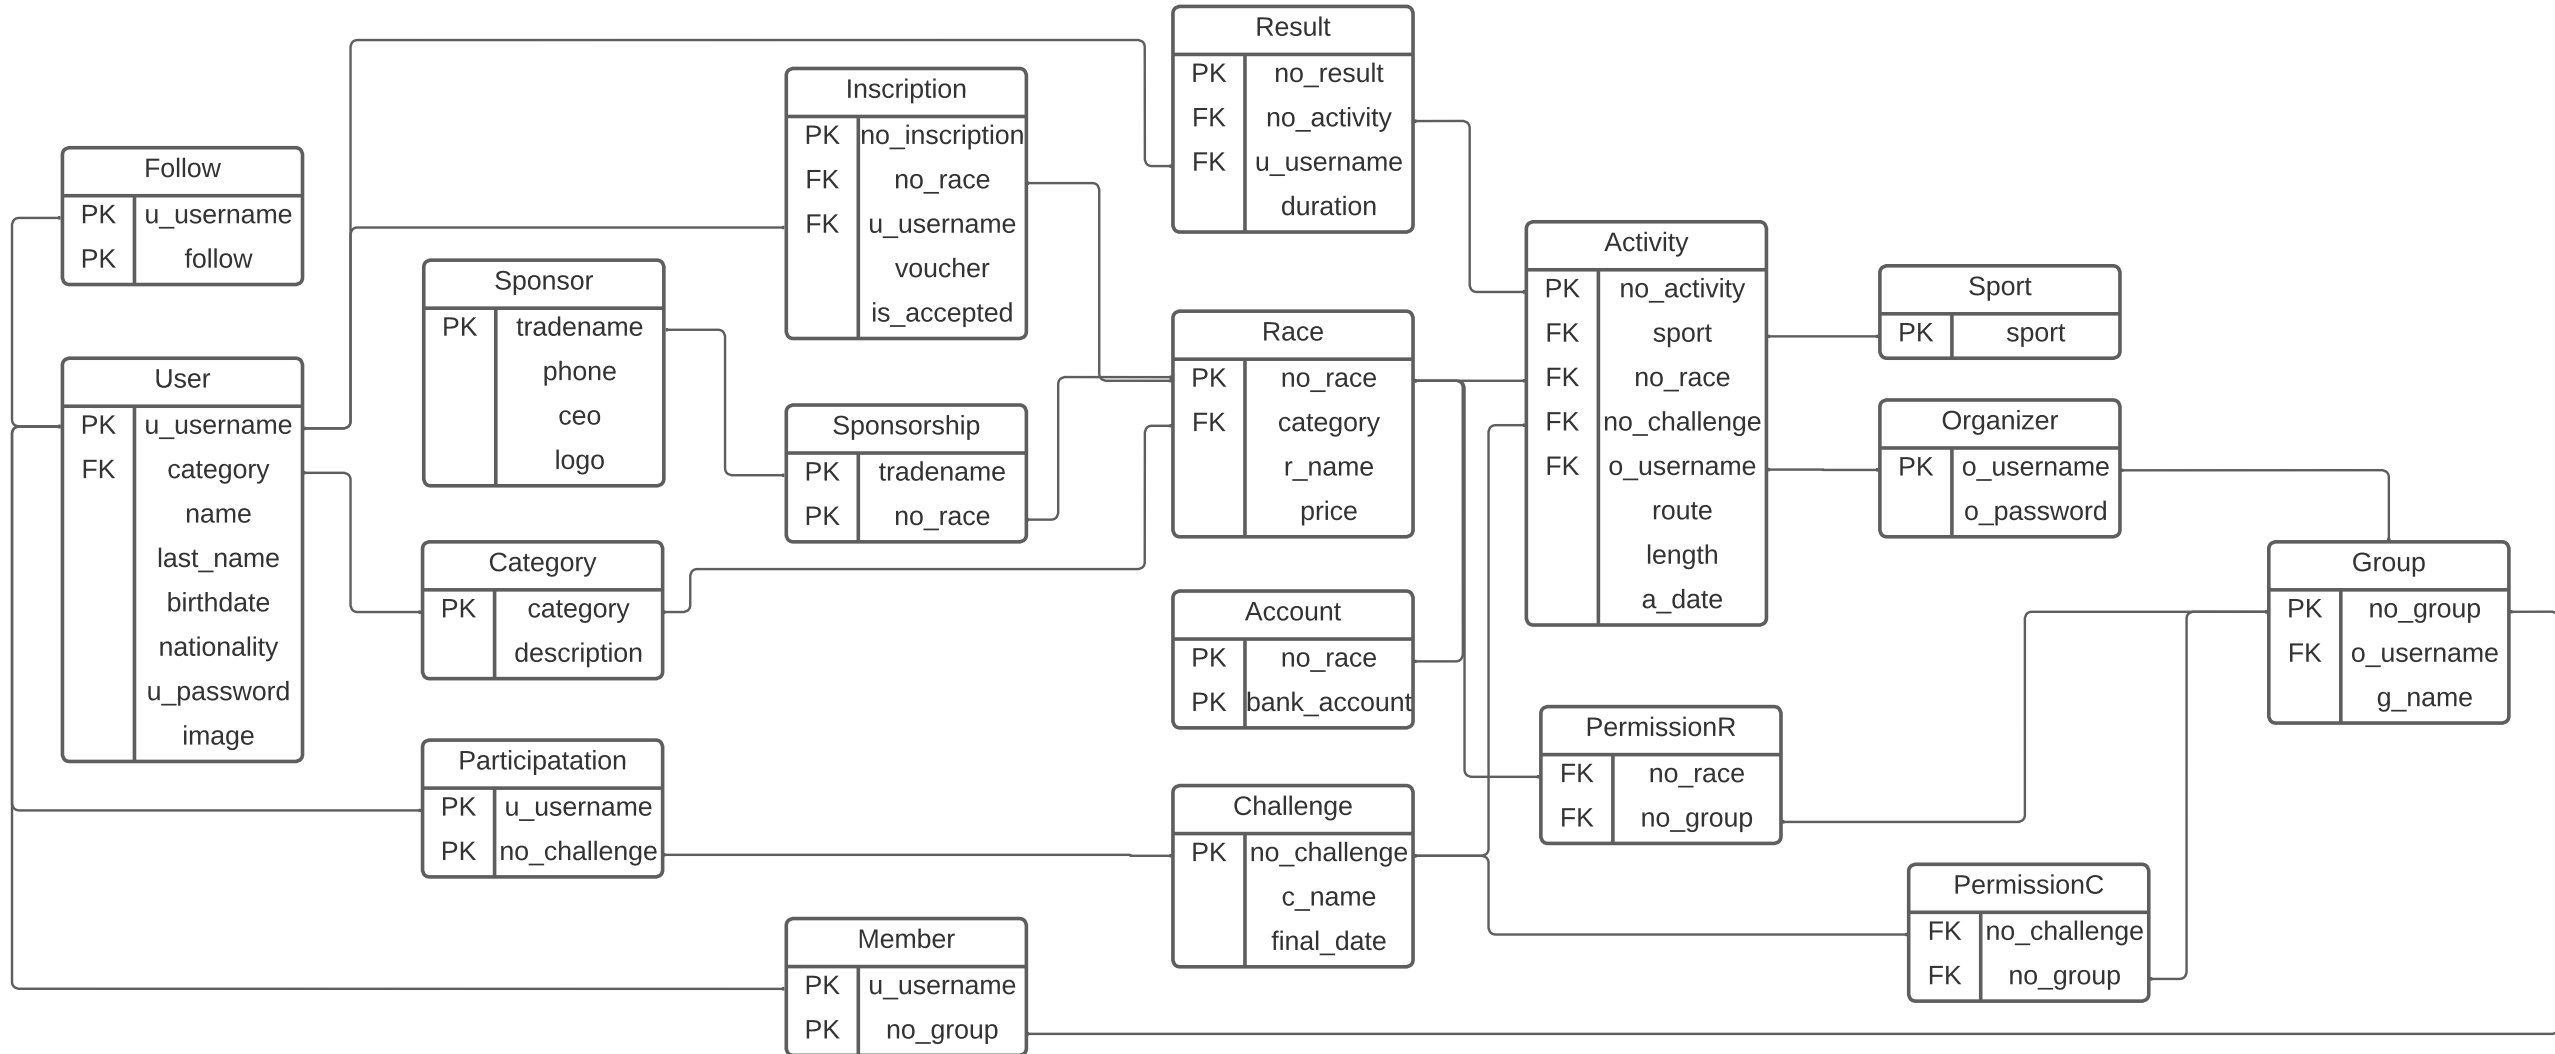 Result
PK no_result
FK no_activity
FK u_username
duration
Inscription
PK no_inscription
FK no_race
FK u_username
voucher
is_accepted
Follow
PK u_username
PK follow
Sponsor
PK tradename
phone
ceo
logo
Activity
PK no_activity
FK sport
FK no_race
FK no_challenge
FK o_username
route
length
a_date
Sport
PK sport
Race
PK no_race
FK category
r_name
price
User
PK u_username
FK category
name
last_name
birthdate
nationality
u_password
image
Sponsorship
PK tradename
PK no_race
Organizer
PK o_username
o_password
Category
PK category
description
Group
PK no_group
FK o_username
g_name
Account
PK no_race
PK bank_account
PermissionR
FK no_race
FK no_group
Participatation
PK u_username
PK no_challenge
Challenge
PK no_challenge
c_name
final_date
PermissionC
FK no_challenge
FK no_group
Member
PK u_username
PK no_group